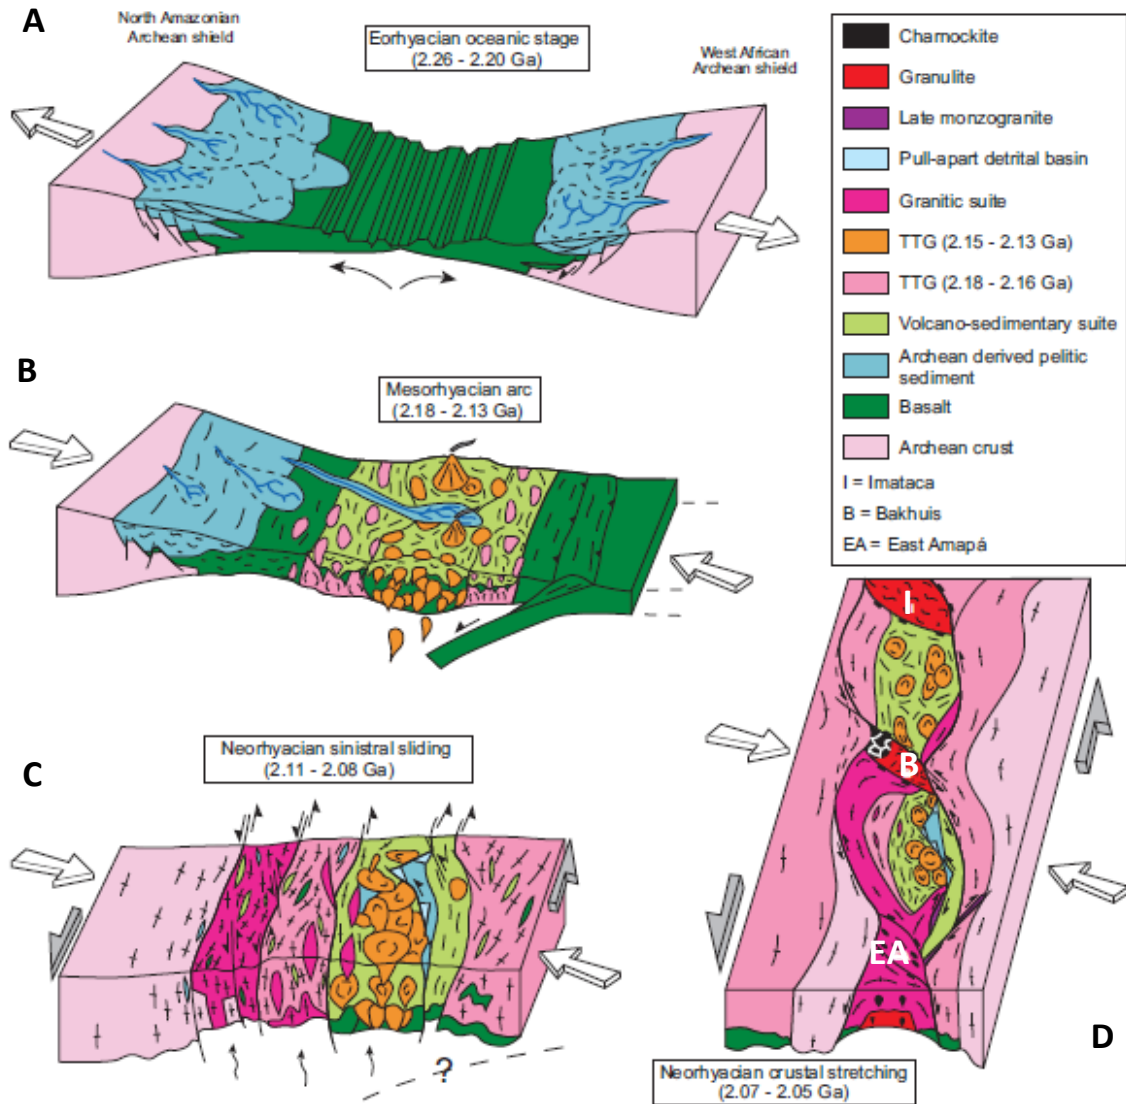 A
North Amazonian
Archean shield
Eorhyacian oceanic stage
(2.26 - 2.20 Ga)
West African
Archean shield
Charnockite
Granulite
Late monzogranite
Pull-apart detrital basin
Granitic suite
TTG (2.15 - 2.13 Ga)
TTG (2.18 - 2.16 Ga)
Volcano-sedimentary suite
Archean derived pelitic
sediment
Basalt
Archean crust
I = Imataca
B = Bakhuis
EA = East Amapá
B
Mesorhyacian arc
(2.18 - 2.13 Ga)
C
Neorhyacian sinistral sliding
(2.11 - 2.08 Ga)
?
I
B
EA
D
Neorhyacian crustal stretching
(2.07 - 2.05 Ga)